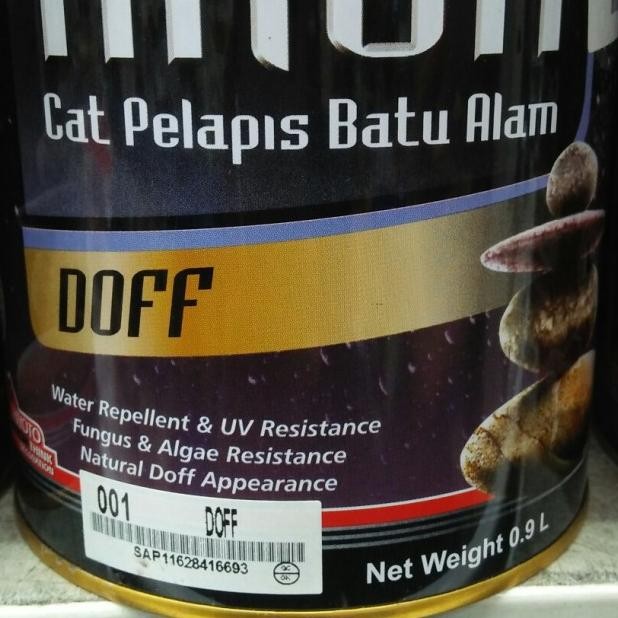 Cat Pelapis Batu Alam
DOFF
Water Repellent & UV Resistance
Fungus & Algae Resistance
Natural Doff Appearance
THINK
001 DOFF
SAP11628416693
Net Weight 0.9 L